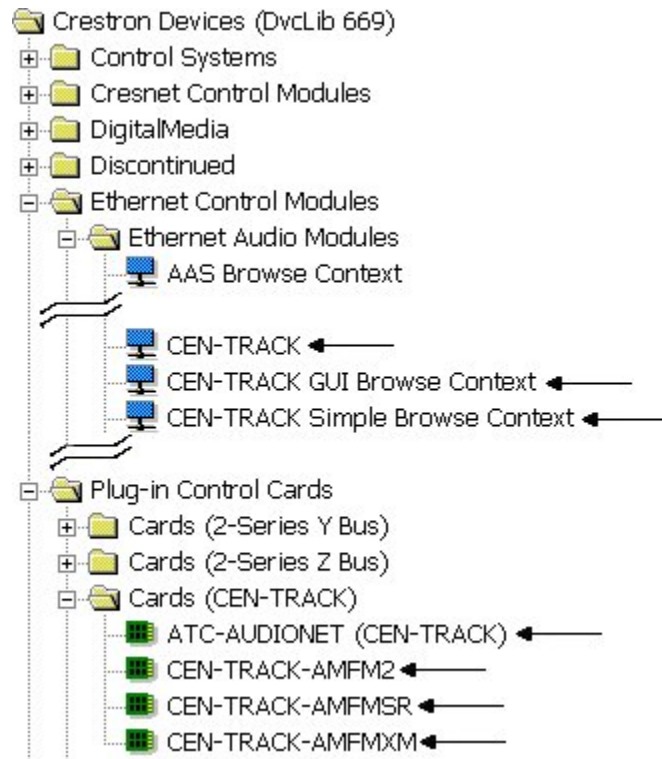 Crestron Devices (DvcLib 669)
Control Systems
Cresnet Control Modules
DigitalMedia
Discontinued
Ethernet Control Modules
Ethernet Audio Modules
AAS Browse Context
CEN-TRACK
CEN-TRACK GUI Browse Context
CEN-TRACK Simple Browse Context
Plug-in Control Cards
Cards (2-Series Y Bus)
Cards (2-Series Z Bus)
Cards (CEN-TRACK)
ATC-AUDIONET (CEN-TRACK)
CEN-TRACK-AMFM2
CEN-TRACK-AMFMSR
CEN-TRACK-AMFMXM